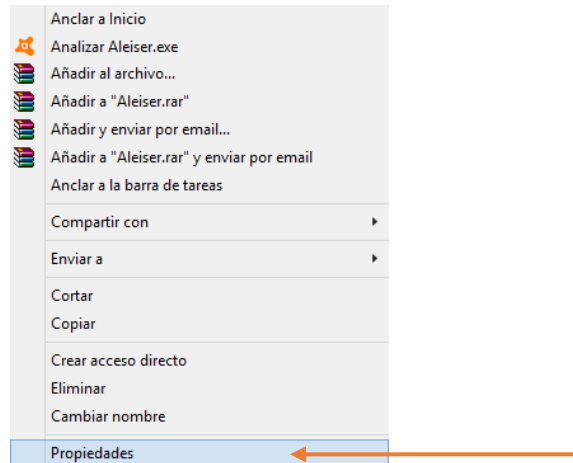 Anclar a Inicio
Analizar Aleiser.exe
Añadir al archivo...
Añadir a "Aleiser.rar"
Añadir y enviar por email...
Añadir a "Aleiser.rar" y enviar por email
Anclar a la barra de tareas
Compartir con
Enviar a
Cortar
Copiar
Crear acceso directo
Eliminar
Cambiar nombre
Propiedades